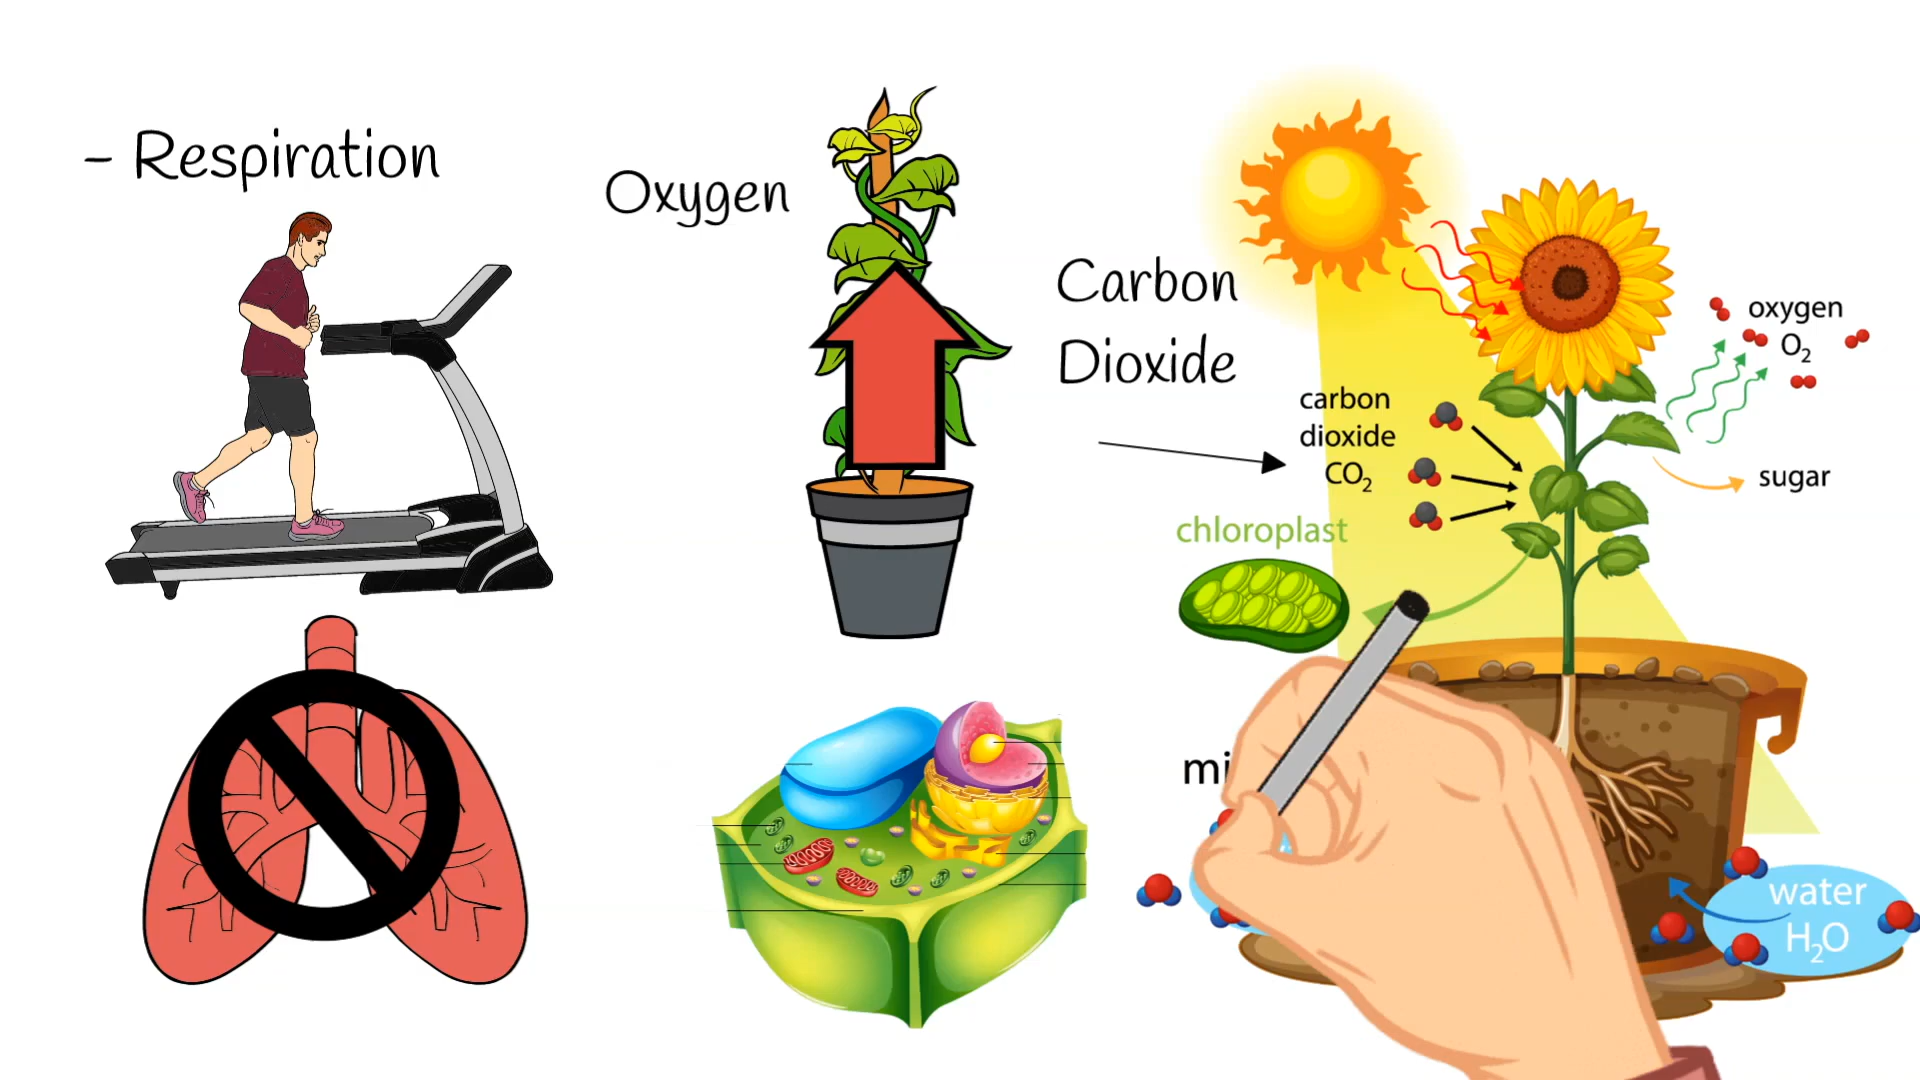 - Respiration
Oxygen
Carbon
Dioxide
carbon
dioxide
CO₂
oxygen
O₂
sugar
chloroplast
water
H₂O